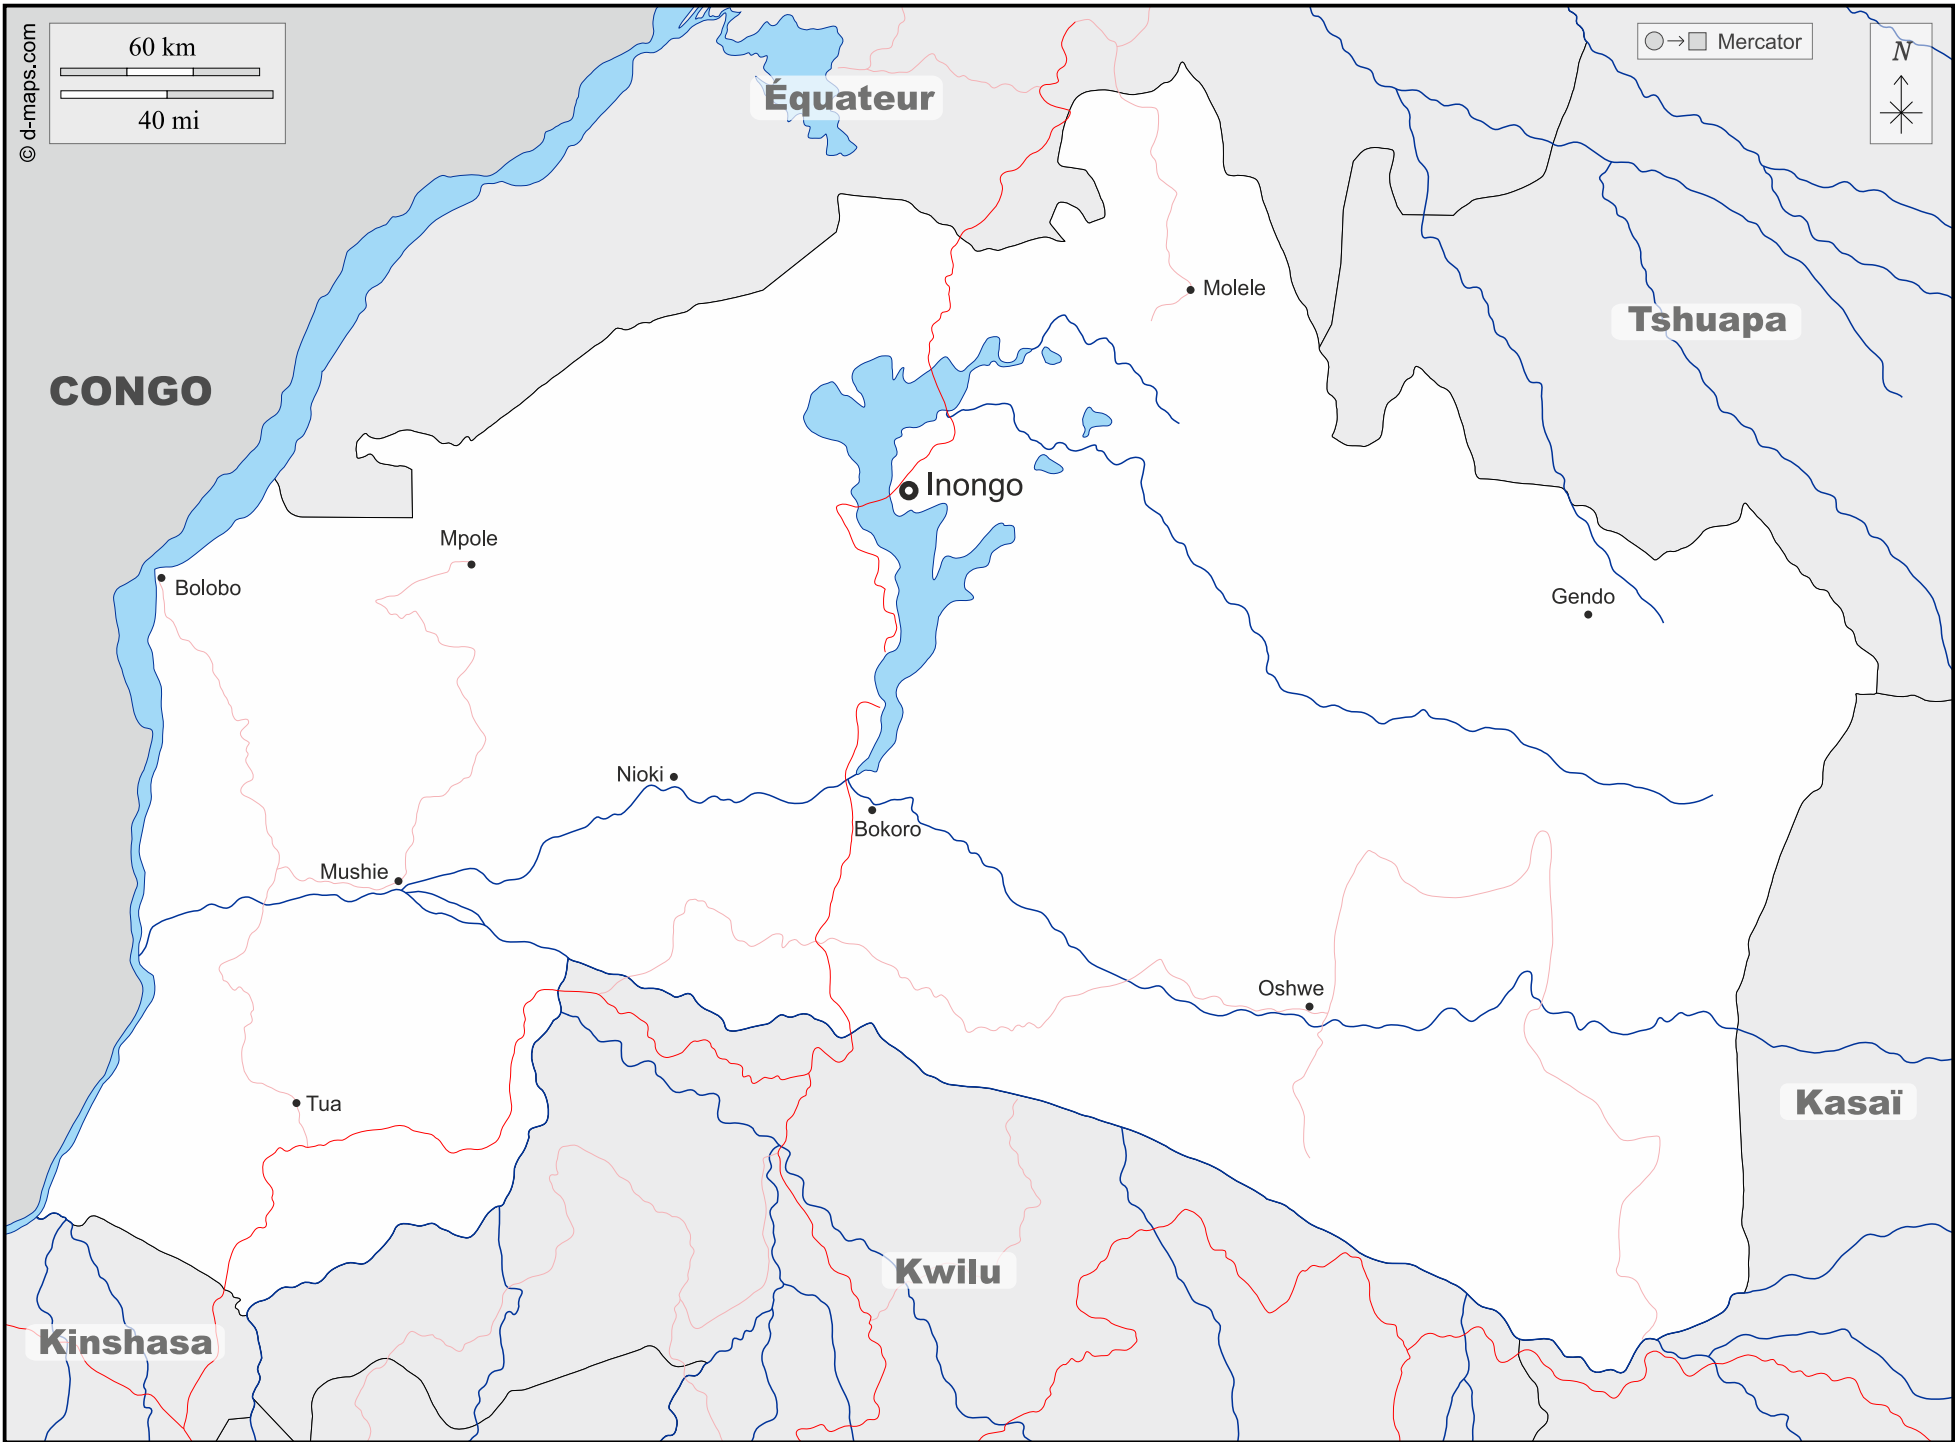 © d-maps.com
60 km
40 mi
Mercator
N
Équateur
Molele
Tshuapa
CONGO
Inongo
Mpole
Bolobo
Gendo
Nioki
Bokoro
Mushie
Oshwe
Tua
Kasaï
Kwilu
Kinshasa